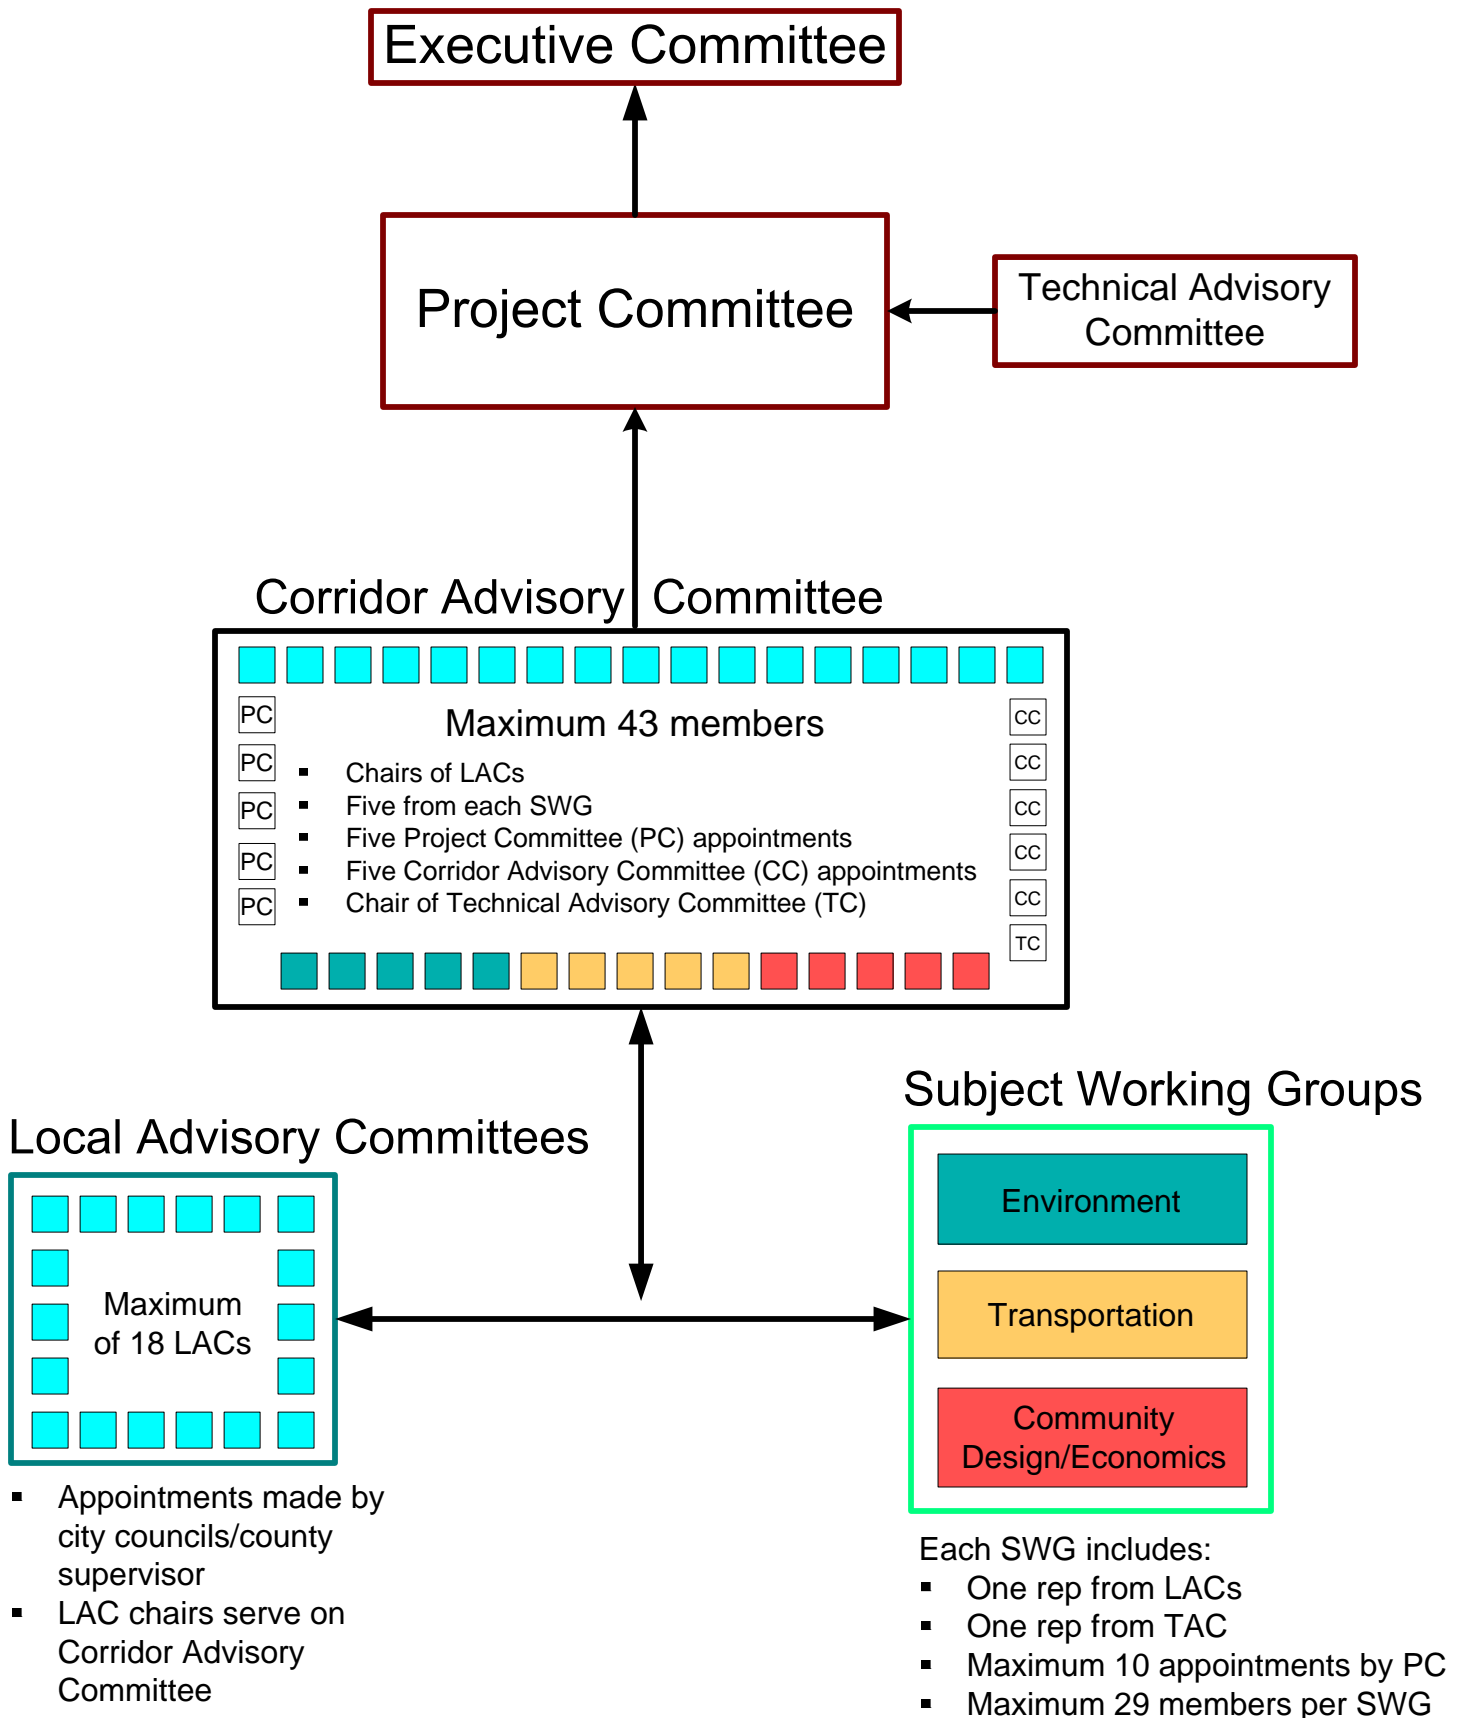 Executive Committee
Project Committee
Technical Advisory
Committee
Corridor Advisory Committee
PC
PC
PC
PC
PC
Maximum 43 members
▪ Chairs of LACs
▪ Five from each SWG
▪ Five Project Committee (PC) appointments
▪ Five Corridor Advisory Committee (CC) appointments
▪ Chair of Technical Advisory Committee (TC)
CC
CC
CC
CC
CC
TC
Local Advisory Committees
Maximum
of 18 LACs
▪ Appointments made by
city councils/county
supervisor
▪ LAC chairs serve on
Corridor Advisory
Committee
Subject Working Groups
Environment
Transportation
Community
Design/Economics
Each SWG includes:
▪ One rep from LACs
▪ One rep from TAC
▪ Maximum 10 appointments by PC
▪ Maximum 29 members per SWG